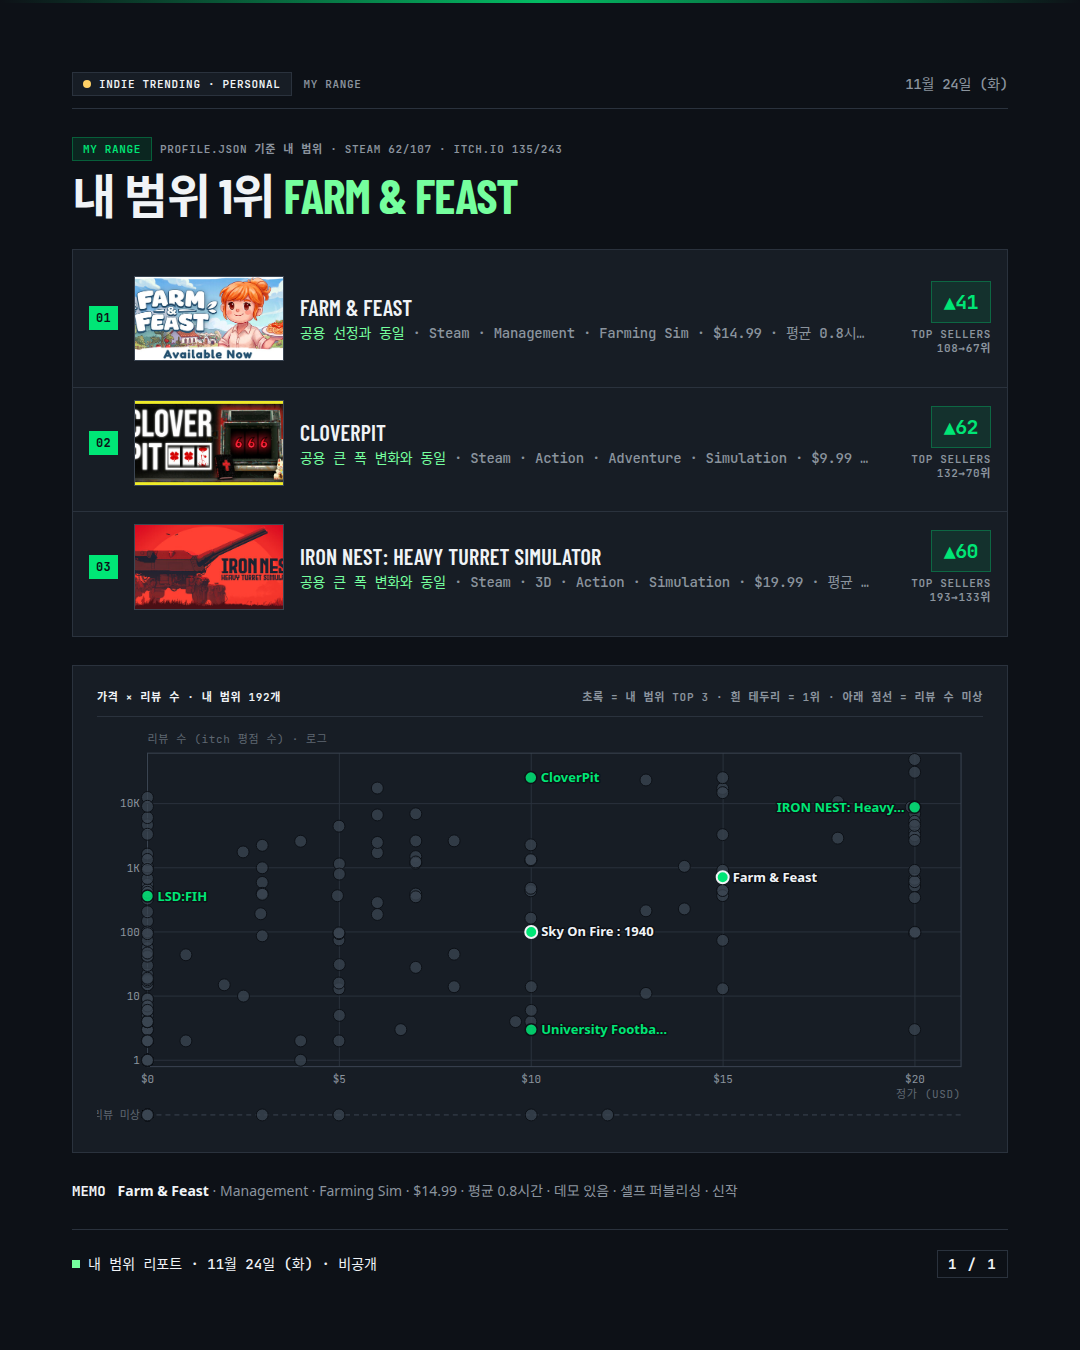 INDIE TRENDING · PERSONAL
MY RANGE
11월 24일 (화)
MY RANGE
PROFILE.JSON 기준 내 범위 · STEAM 62/107 · ITCH.IO 135/243
내 범위 1위 FARM & FEAST
01
FARM & FEAST
Available Now
FARM & FEAST
공용 선정과 동일 · Steam · Management · Farming Sim · $14.99 · 평균 0.8시…
▲41
TOP SELLERS
108→67위
02
CLOVER
PIT
666
CLOVERPIT
공용 큰 폭 변화와 동일 · Steam · Action · Adventure · Simulation · $9.99 …
▲62
TOP SELLERS
132→70위
03
IRON NES
HEAVY TURRET SIMUL
IRON NEST: HEAVY TURRET SIMULATOR
공용 큰 폭 변화와 동일 · Steam · 3D · Action · Simulation · $19.99 · 평균 …
▲60
TOP SELLERS
193→133위
가격 × 리뷰 수 · 내 범위 192개
초록 = 내 범위 TOP 3 · 흰 테두리 = 1위 · 아래 점선 = 리뷰 수 미상
리뷰 수 (itch 평점 수) · 로그
CloverPit
10K
IRON NEST: Heavy…
1K
Farm & Feast
LSD:FIH
100
Sky On Fire : 1940
10
University Footba…
1
$0
$5
$10
$15
$20
정가 (USD)
리뷰 미상
MEMO Farm & Feast · Management · Farming Sim · $14.99 · 평균 0.8시간 · 데모 있음 · 셀프 퍼블리싱 · 신작
내 범위 리포트 · 11월 24일 (화) · 비공개
1 / 1